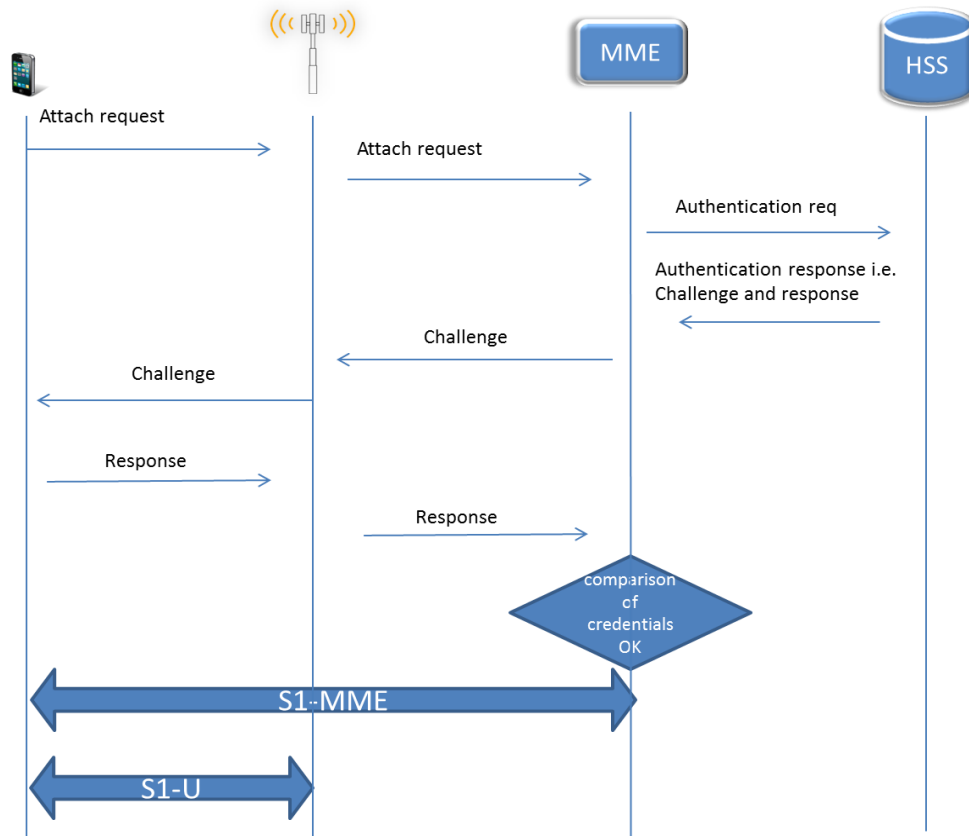 MME
HSS
Attach request
Attach request
Authentication req
Authentication response i.e.
Challenge and response
Challenge
Challenge
Response
Response
comparison
of
credentials
OK
S1-MME
S1-U